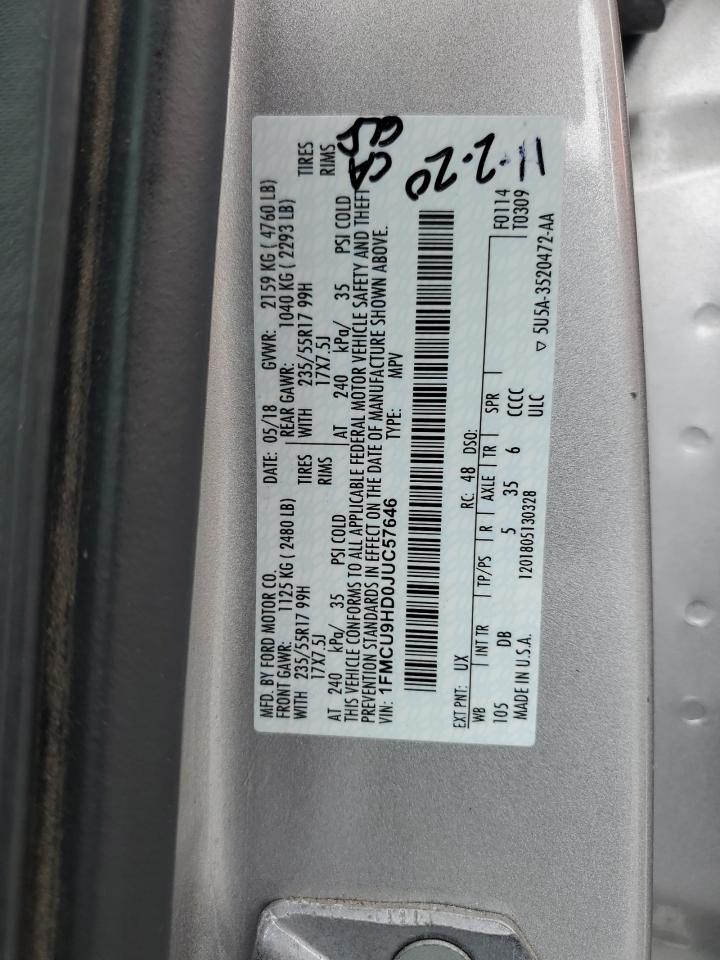 MFD. BY FORD MOTOR CO.
DATE: 05/18 GVWR: 2159 KG ( 4760 LB)
FRONT GAWR: 1125 KG ( 2480 LB)
REAR GAWR: 1040 KG ( 2293 LB)
WITH 235/55R17 99H TIRES
WITH 235/55R17 99H TIRES
17X7.5J RIMS
17X7.5J RIMS
AT 240 kPa/ 35 PSI COLD
AT 240 kPa/ 35 PSI COLD
THIS VEHICLE CONFORMS TO ALL APPLICABLE FEDERAL MOTOR VEHICLE SAFETY AND THEFT
PREVENTION STANDARDS IN EFFECT ON THE DATE OF MANUFACTURE SHOWN ABOVE.
VIN: 1FMCU9HD0JUC57646 TYPE: MPV
CA
11-2-20
EXT PNT: UX RC: 48 DSO: F0114
WB INT TR TP/PS R AXLE TR SPR T0309
105 DB 5 35 6 CCCC
MADE IN U.S.A. 1201805130328 ULC
▽ 5U5A-3520472-AA